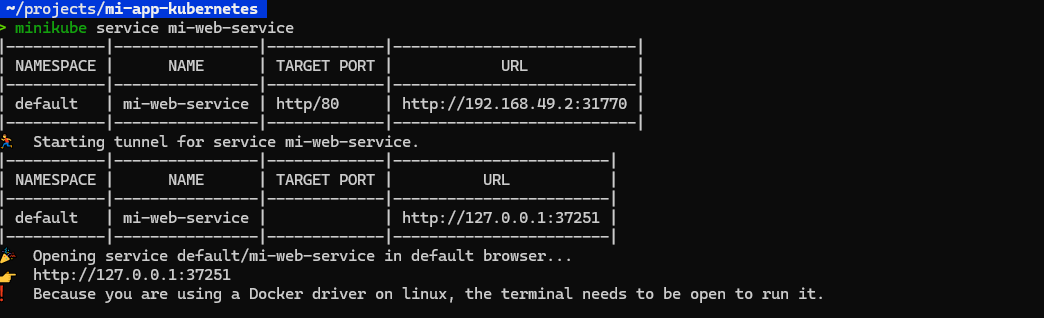 ~/projects/mi-app-kubernetes
> minikube service mi-web-service
|-----------|----------------|-------------|---------------------------|
| NAMESPACE |      NAME      | TARGET PORT |            URL            |
|-----------|----------------|-------------|---------------------------|
| default   | mi-web-service | http/80     | http://192.168.49.2:31770 |
|-----------|----------------|-------------|---------------------------|
🏃  Starting tunnel for service mi-web-service.
|-----------|----------------|-------------|------------------------|
| NAMESPACE |      NAME      | TARGET PORT |          URL           |
|-----------|----------------|-------------|------------------------|
| default   | mi-web-service |             | http://127.0.0.1:37251 |
|-----------|----------------|-------------|------------------------|
🎉  Opening service default/mi-web-service in default browser...
👉  http://127.0.0.1:37251
❗  Because you are using a Docker driver on linux, the terminal needs to be open to run it.